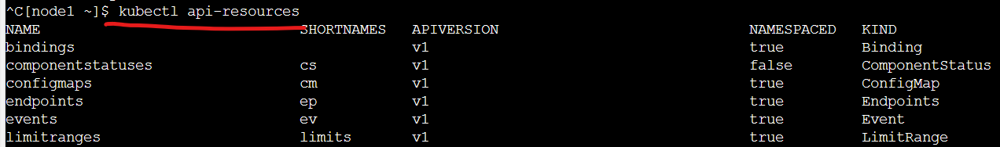 ^C[node1 ~]$ kubectl api-resources
NAME SHORTNAMES APIVERSION NAMESPACED KIND
bindings v1 true Binding
componentstatuses cs v1 false ComponentStatus
configmaps cm v1 true ConfigMap
endpoints ep v1 true Endpoints
events ev v1 true Event
limitranges limits v1 true LimitRange